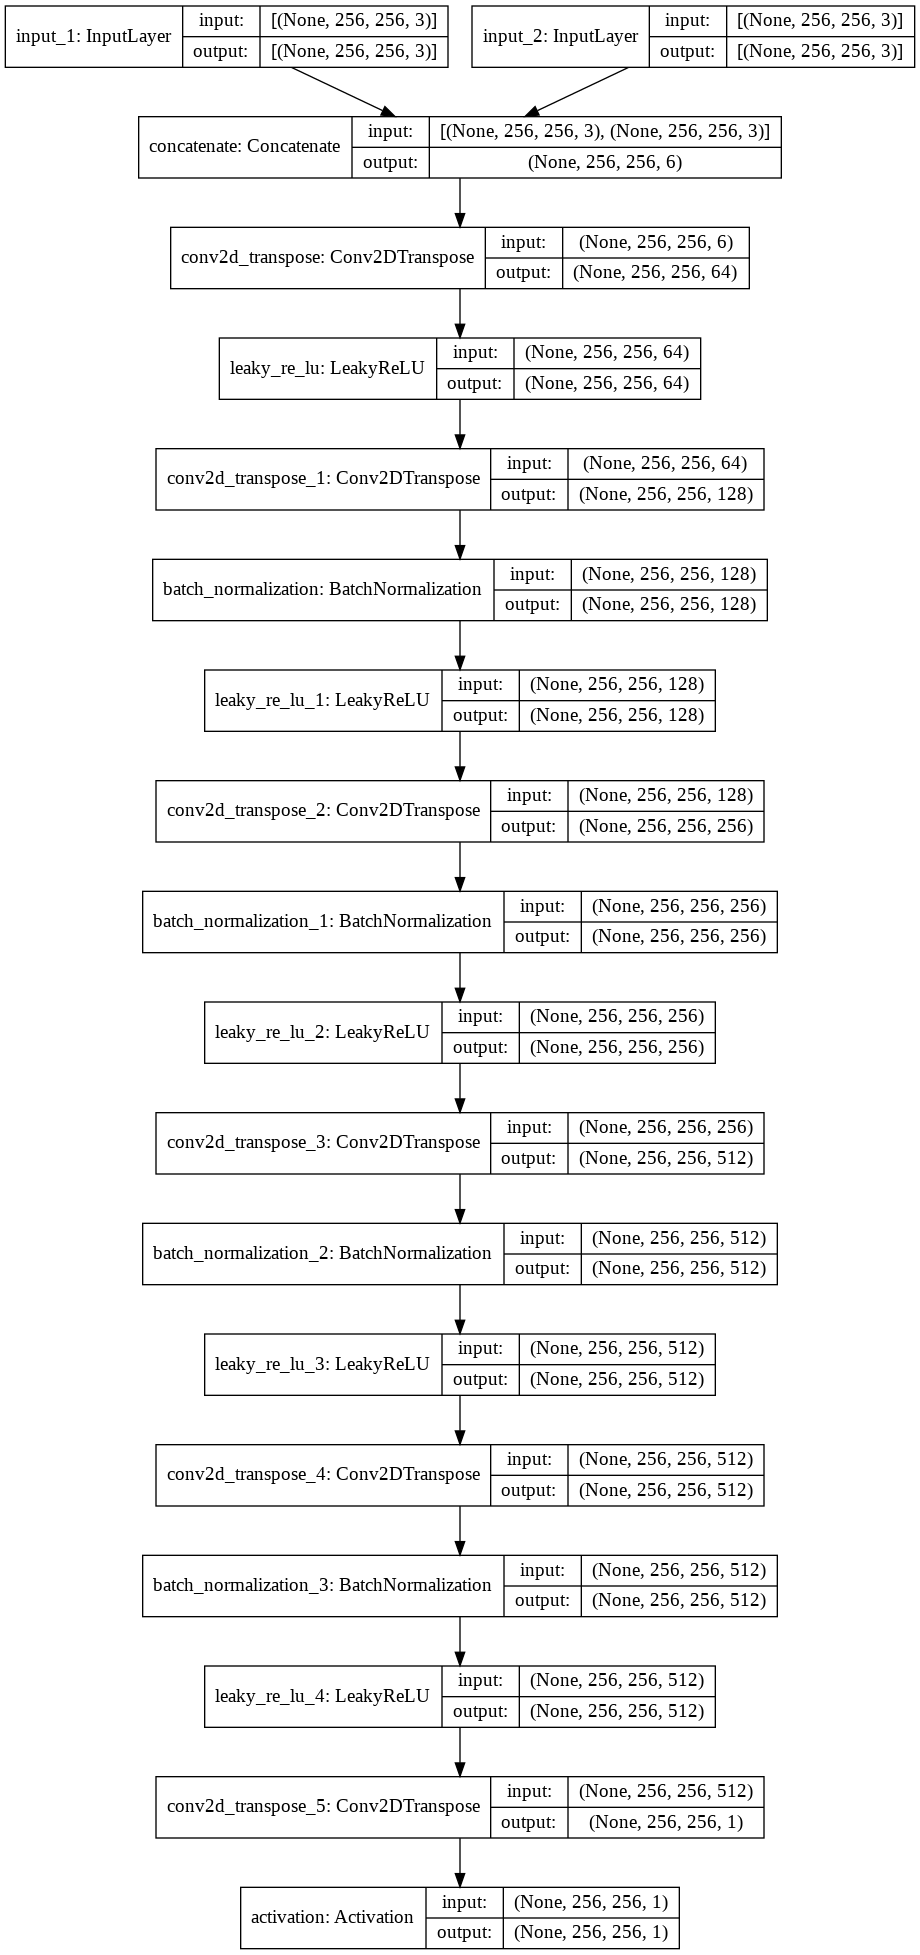 input_1: InputLayer
input: [(None, 256, 256, 3)]
output: [(None, 256, 256, 3)]
input_2: InputLayer
input: [(None, 256, 256, 3)]
output: [(None, 256, 256, 3)]
concatenate: Concatenate
input: [(None, 256, 256, 3), (None, 256, 256, 3)]
output: (None, 256, 256, 6)
conv2d_transpose: Conv2DTranspose
input: (None, 256, 256, 6)
output: (None, 256, 256, 64)
leaky_re_lu: LeakyReLU
input: (None, 256, 256, 64)
output: (None, 256, 256, 64)
conv2d_transpose_1: Conv2DTranspose
input: (None, 256, 256, 64)
output: (None, 256, 256, 128)
batch_normalization: BatchNormalization
input: (None, 256, 256, 128)
output: (None, 256, 256, 128)
leaky_re_lu_1: LeakyReLU
input: (None, 256, 256, 128)
output: (None, 256, 256, 128)
conv2d_transpose_2: Conv2DTranspose
input: (None, 256, 256, 128)
output: (None, 256, 256, 256)
batch_normalization_1: BatchNormalization
input: (None, 256, 256, 256)
output: (None, 256, 256, 256)
leaky_re_lu_2: LeakyReLU
input: (None, 256, 256, 256)
output: (None, 256, 256, 256)
conv2d_transpose_3: Conv2DTranspose
input: (None, 256, 256, 256)
output: (None, 256, 256, 512)
batch_normalization_2: BatchNormalization
input: (None, 256, 256, 512)
output: (None, 256, 256, 512)
leaky_re_lu_3: LeakyReLU
input: (None, 256, 256, 512)
output: (None, 256, 256, 512)
conv2d_transpose_4: Conv2DTranspose
input: (None, 256, 256, 512)
output: (None, 256, 256, 512)
batch_normalization_3: BatchNormalization
input: (None, 256, 256, 512)
output: (None, 256, 256, 512)
leaky_re_lu_4: LeakyReLU
input: (None, 256, 256, 512)
output: (None, 256, 256, 512)
conv2d_transpose_5: Conv2DTranspose
input: (None, 256, 256, 512)
output: (None, 256, 256, 1)
activation: Activation
input: (None, 256, 256, 1)
output: (None, 256, 256, 1)